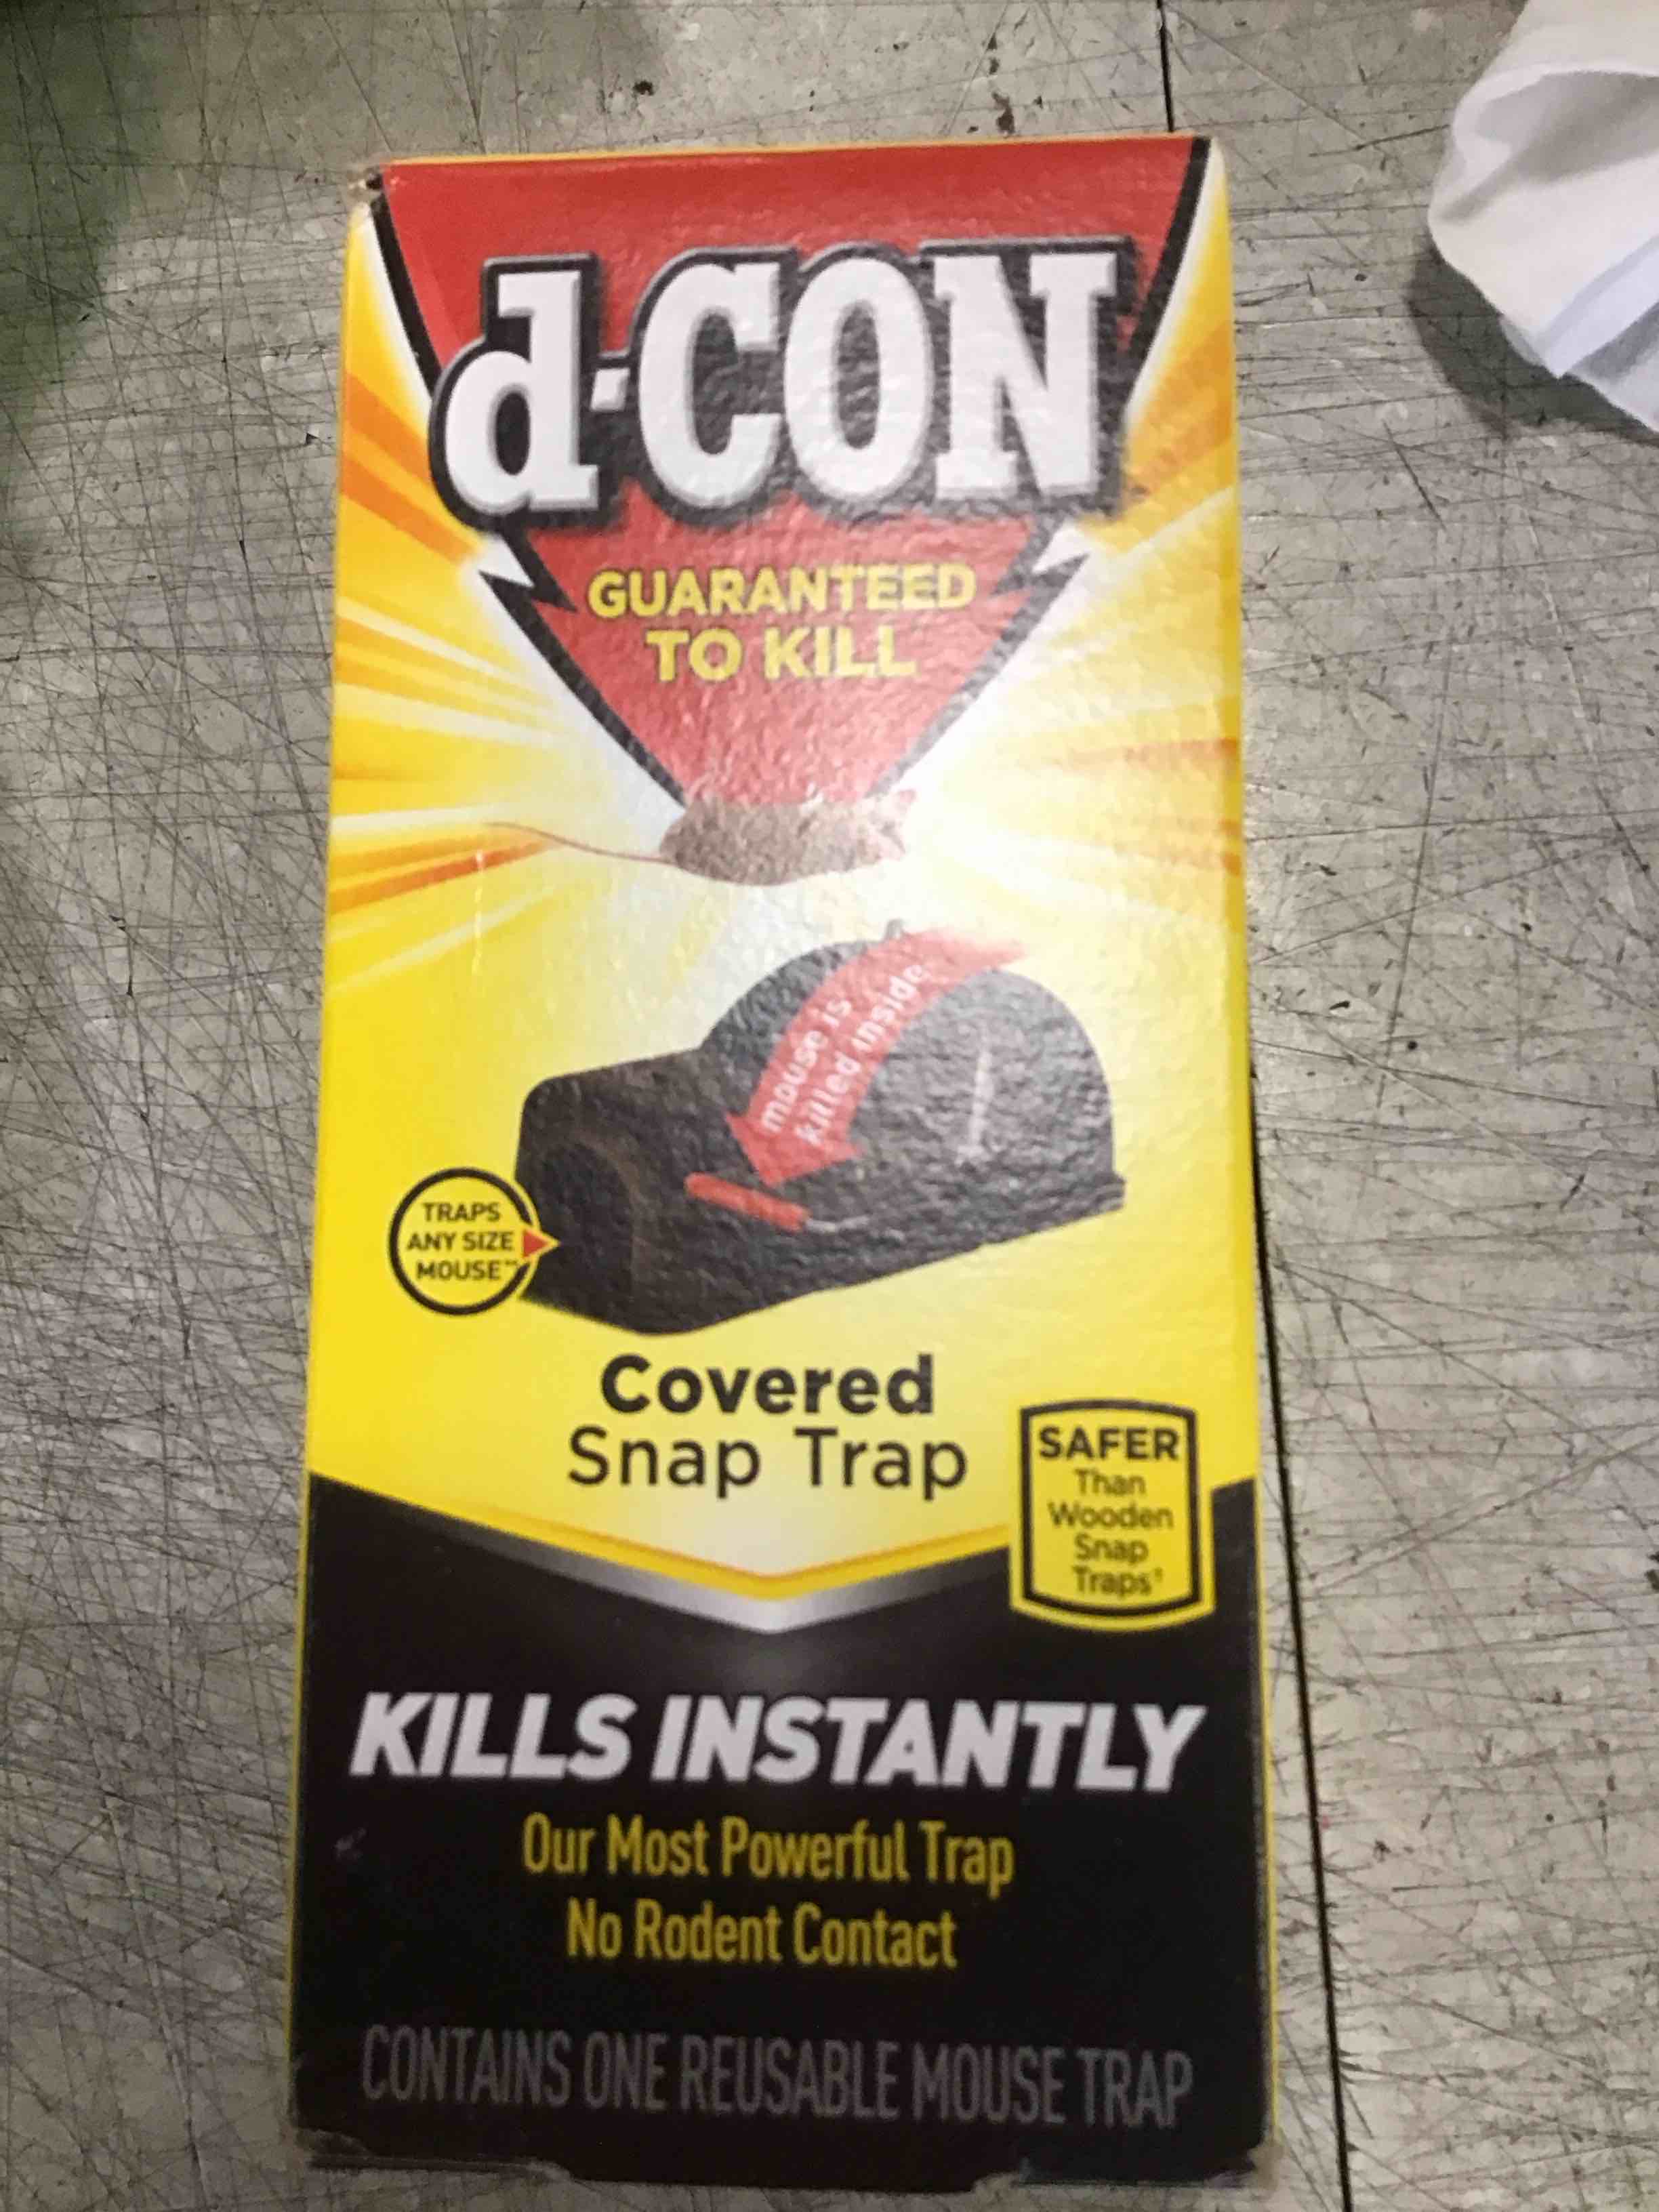 d-CON
GUARANTEED
TO KILL
mouse is
killed inside
TRAPS
ANY SIZE
MOUSE**
Covered
Snap Trap
SAFER
Than
Wooden
Snap
Traps†
KILLS INSTANTLY
Our Most Powerful Trap
No Rodent Contact
CONTAINS ONE REUSABLE MOUSE TRAP